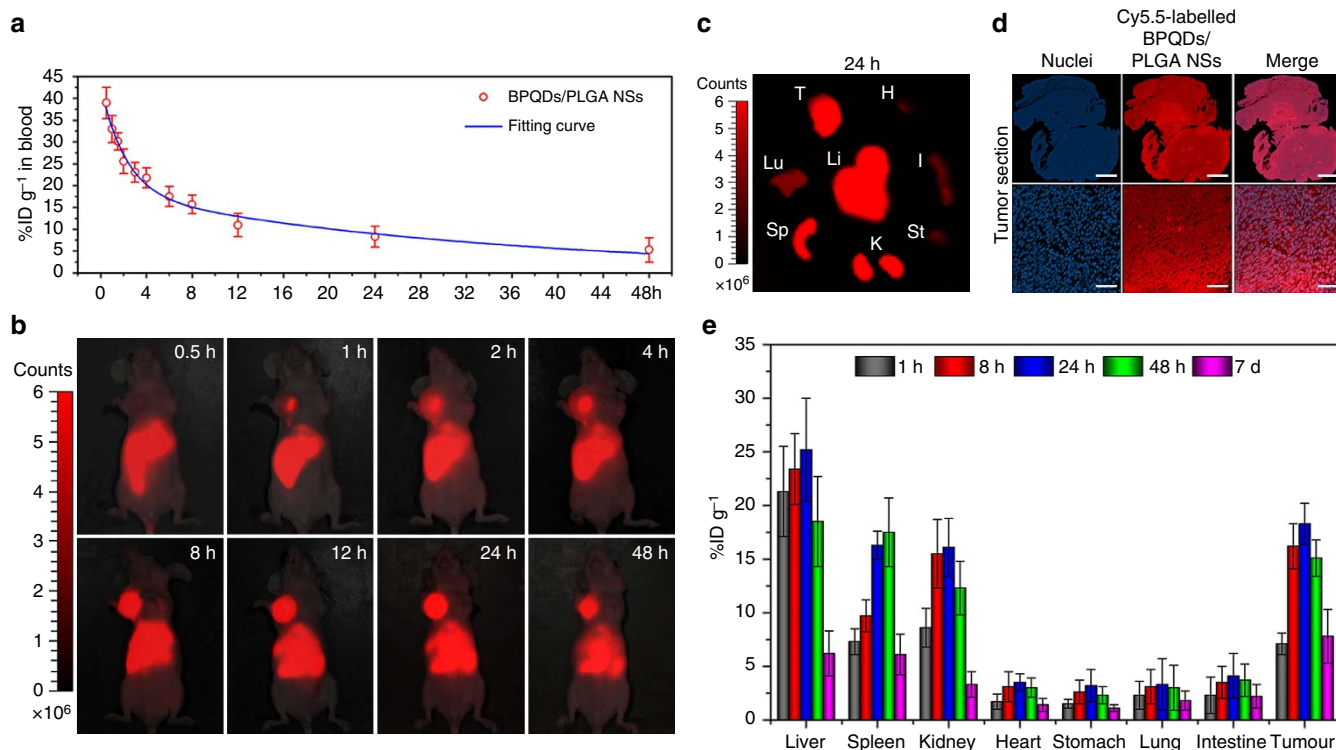 a
45
40
35
30
25
20
15
10
5
0
%ID g⁻¹ in blood
BPQDs/PLGA NSs
Fitting curve
0 4 8 12 16 20 24 28 32 36 40 44 48h
b
Counts
6
5
4
3
2
1
0
×10⁶
0.5 h 1 h 2 h 4 h
8 h 12 h 24 h 48 h
c
24 h
Counts
6
5
4
3
2
1
0
×10⁶
T H
Lu Li I
Sp K St
d
Cy5.5-labelled
BPQDs/
Nuclei PLGA NSs Merge
Tumor section
e
35
30
25
20
15
10
5
0
%ID g⁻¹
1 h 8 h 24 h 48 h 7 d
Liver Spleen Kidney Heart Stomach Lung Intestine Tumour